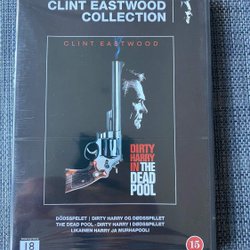 CLINT EASTWOOD
COLLECTION
CLINT EASTWOOD
DIRTY
HARRY
IN THE
DEAD
POOL
DÖDSSPELET | DIRTY HARRY OG DØDSSPILLET
THE DEAD POOL - DIRTY HARRY I DØDSSPILLET
LIKAINEN HARRY JA MURHAPOOLI
18
15